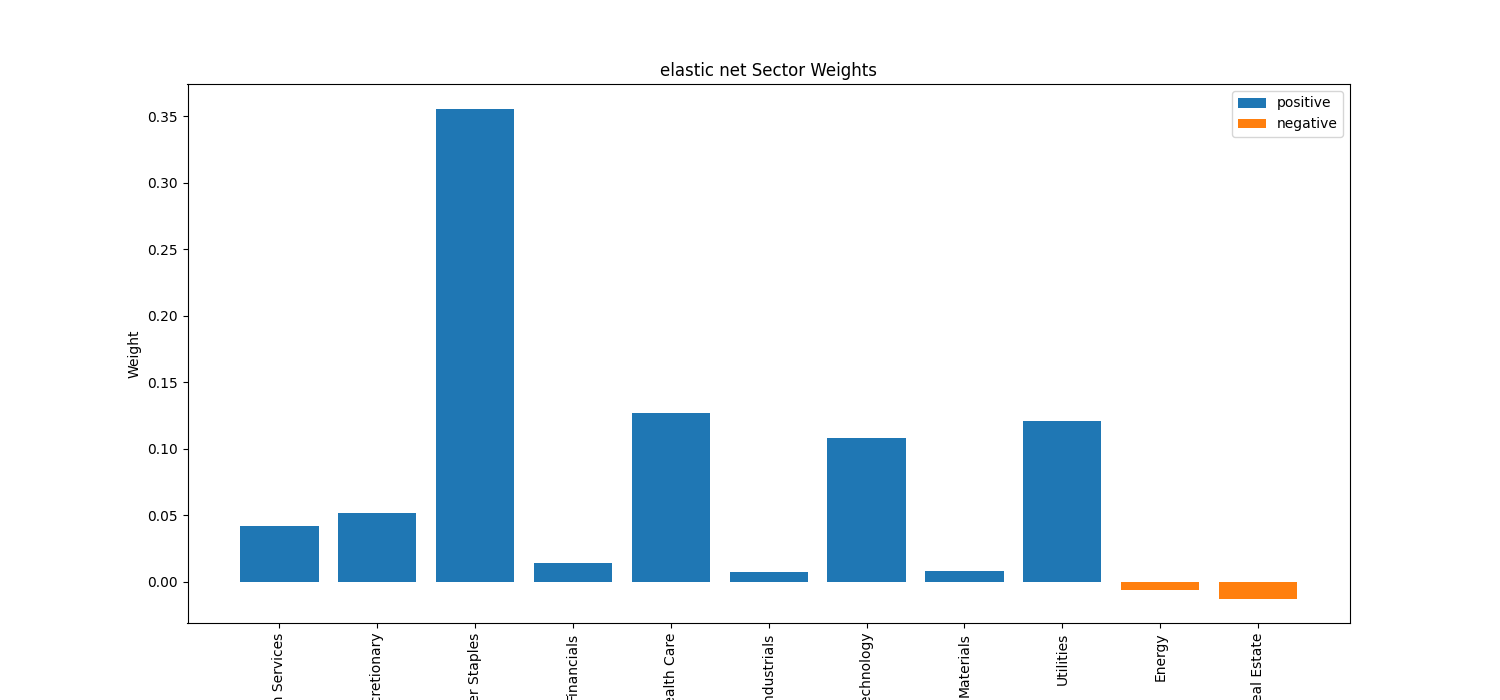 elastic net Sector Weights
positive
negative
0.35
0.30
0.25
0.20
0.15
0.10
0.05
0.00
Weight
Services
cretionary
er Staples
Financials
ealth Care
ndustrials
echnology
Materials
Utilities
Energy
eal Estate